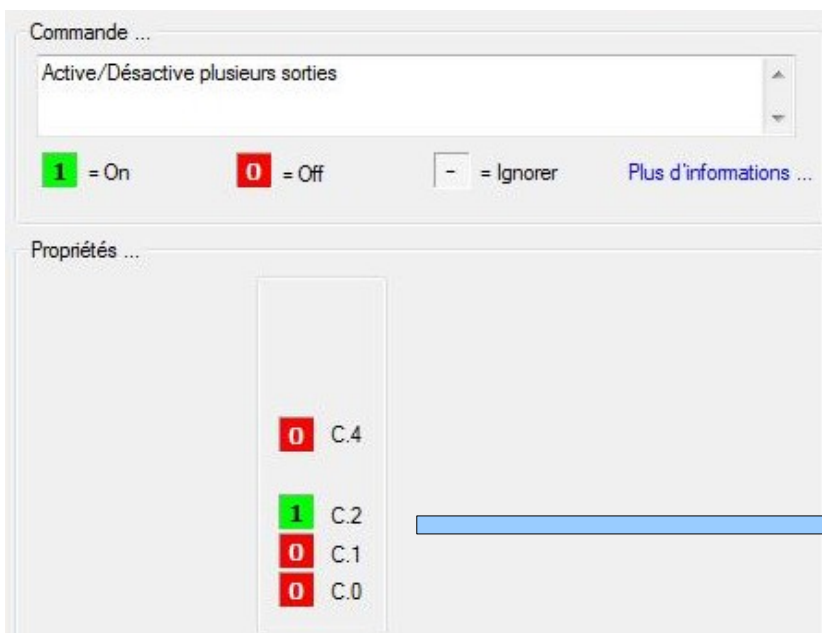 Commande ...
Active/Désactive plusieurs sorties
1 = On 0 = Off - = Ignorer Plus d'informations ...
Propriétés ...
0 C.4
1 C.2
0 C.1
0 C.0